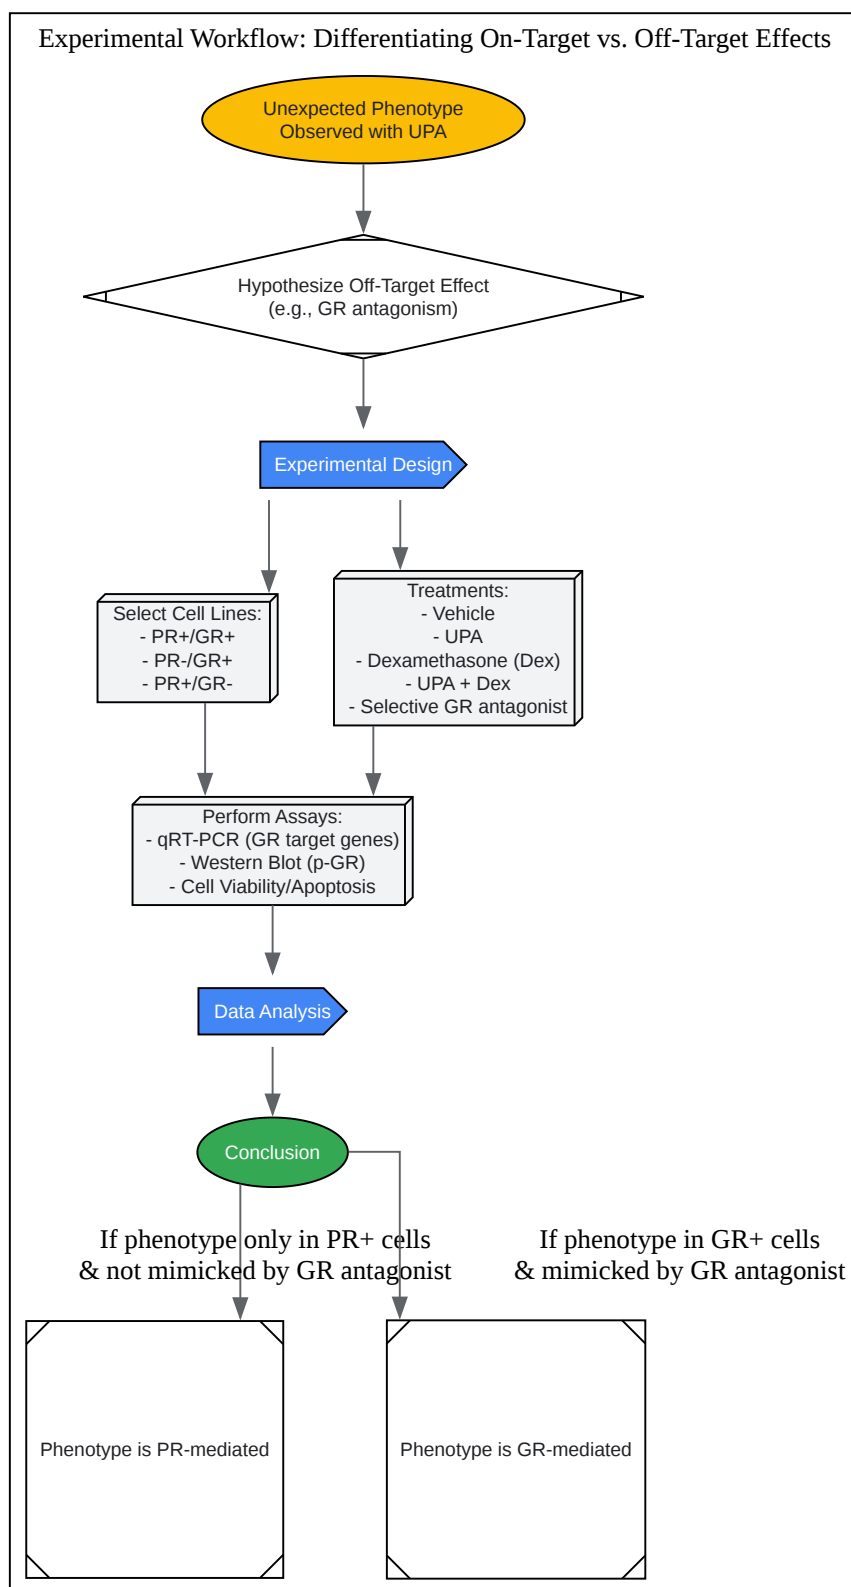 Experimental Workflow: Differentiating On-Target vs. Off-Target Effects
Unexpected Phenotype
Observed with UPA
Hypothesize Off-Target Effect
(e.g., GR antagonism)
Experimental Design
Select Cell Lines:
- PR+/GR+
- PR-/GR+
- PR+/GR-
Treatments:
- Vehicle
- UPA
- Dexamethasone (Dex)
- UPA + Dex
- Selective GR antagonist
Perform Assays:
- qRT-PCR (GR target genes)
- Western Blot (p-GR)
- Cell Viability/Apoptosis
Data Analysis
Conclusion
If phenotype only in PR+ cells
& not mimicked by GR antagonist
If phenotype in GR+ cells
& mimicked by GR antagonist
Phenotype is PR-mediated
Phenotype is GR-mediated